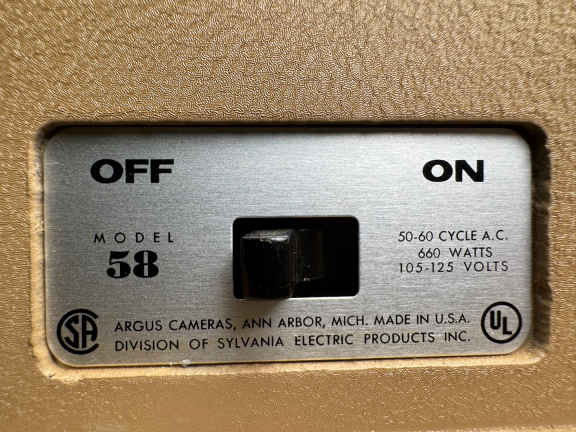 OFF ON
MODEL
58
50-60 CYCLE A.C.
660 WATTS
105-125 VOLTS
SA ARGUS CAMERAS, ANN ARBOR, MICH. MADE IN U.S.A. UL
DIVISION OF SYLVANIA ELECTRIC PRODUCTS INC.